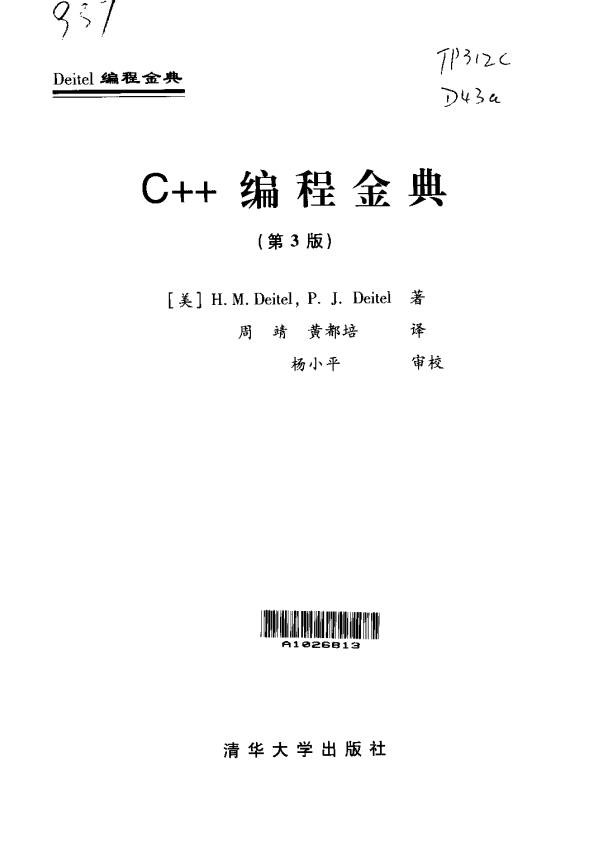 937
TP312C
D43a
Deitel 编程金典
C++ 编程金典
(第 3 版)
[美] H. M. Deitel, P. J. Deitel 著
周 靖 黄都培 译
杨小平 审校
A1026813
清华大学出版社